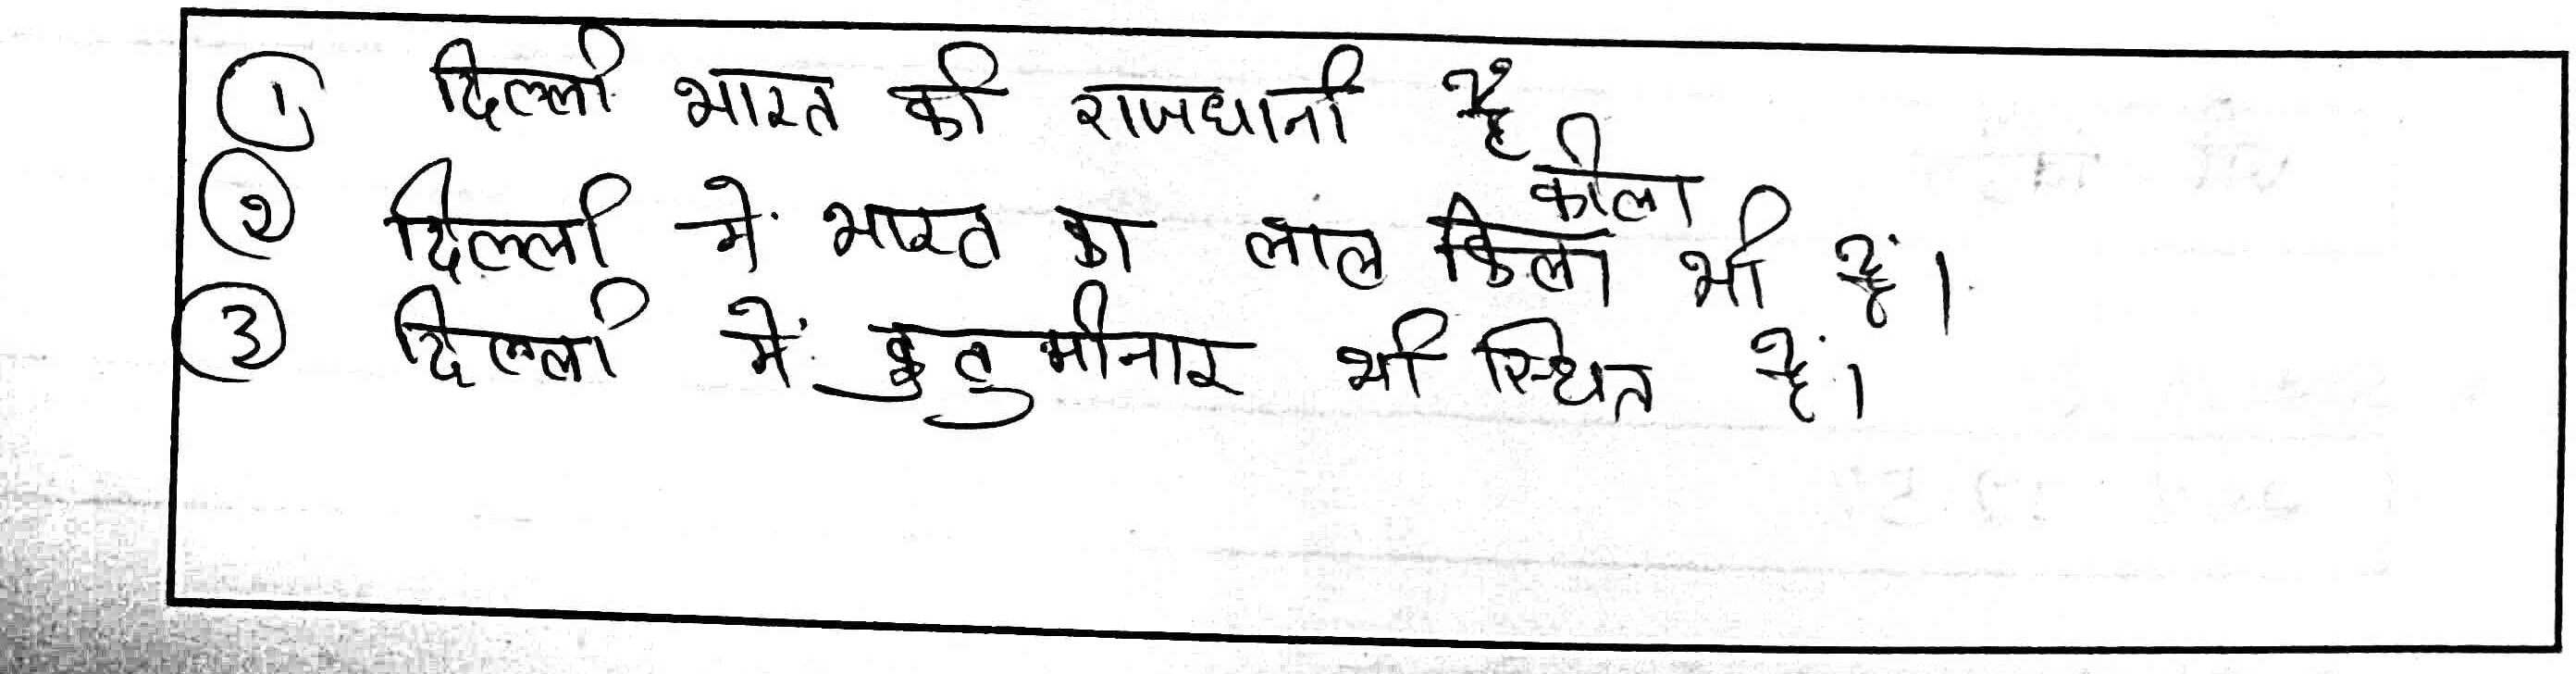 ① दिल्ली भारत की राजधानी हैं
कीला
② दिल्ली में भारत का लाल किला भी हैं।
③ दिल्ली में कुतुमीनार भी स्थित हैं।